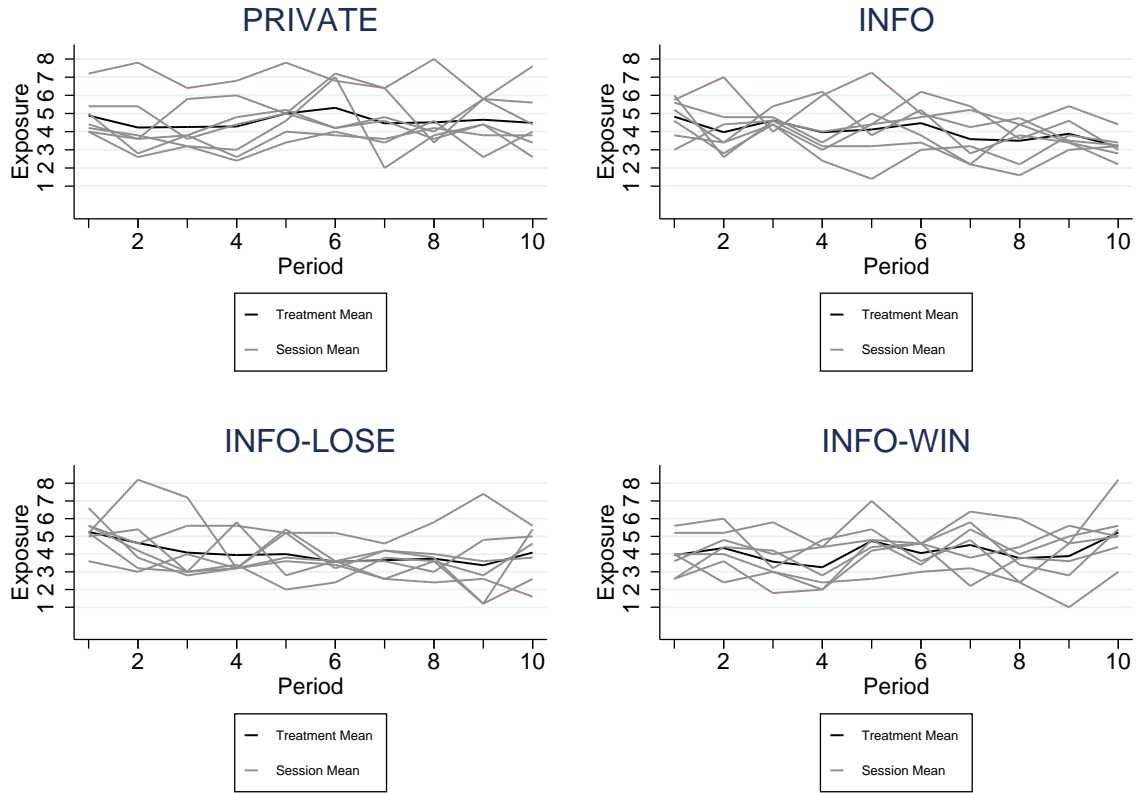 PRIVATE
Exposure
1 2 3 4 5 6 7 8
2 4 6 8 10
Period
Treatment Mean
Session Mean
INFO
Exposure
1 2 3 4 5 6 7 8
2 4 6 8 10
Period
Treatment Mean
Session Mean
INFO-LOSE
Exposure
1 2 3 4 5 6 7 8
2 4 6 8 10
Period
Treatment Mean
Session Mean
INFO-WIN
Exposure
1 2 3 4 5 6 7 8
2 4 6 8 10
Period
Treatment Mean
Session Mean